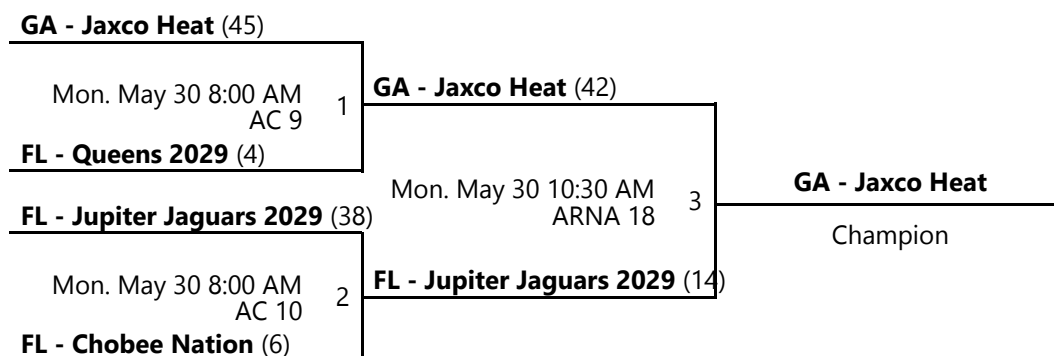 GA - Jaxco Heat (45)
Mon. May 30 8:00 AM
AC 9
1
FL - Queens 2029 (4)
GA - Jaxco Heat (42)
FL - Jupiter Jaguars 2029 (38)
Mon. May 30 8:00 AM
AC 10
2
FL - Chobee Nation (6)
Mon. May 30 10:30 AM
ARNA 18
3
FL - Jupiter Jaguars 2029 (14)
GA - Jaxco Heat
Champion